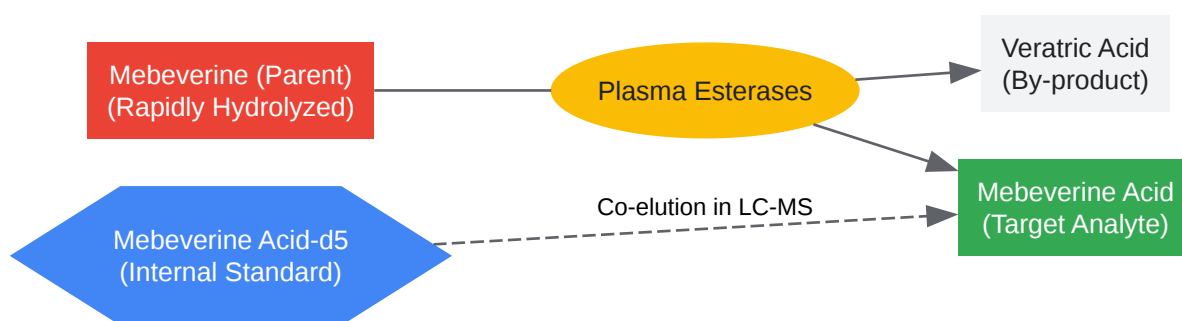 Mebeverine (Parent)
(Rapidly Hydrolyzed)
Plasma Esterases
Veratric Acid
(By-product)
Mebeverine Acid
(Target Analyte)
Co-elution in LC-MS
Mebeverine Acid-d5
(Internal Standard)